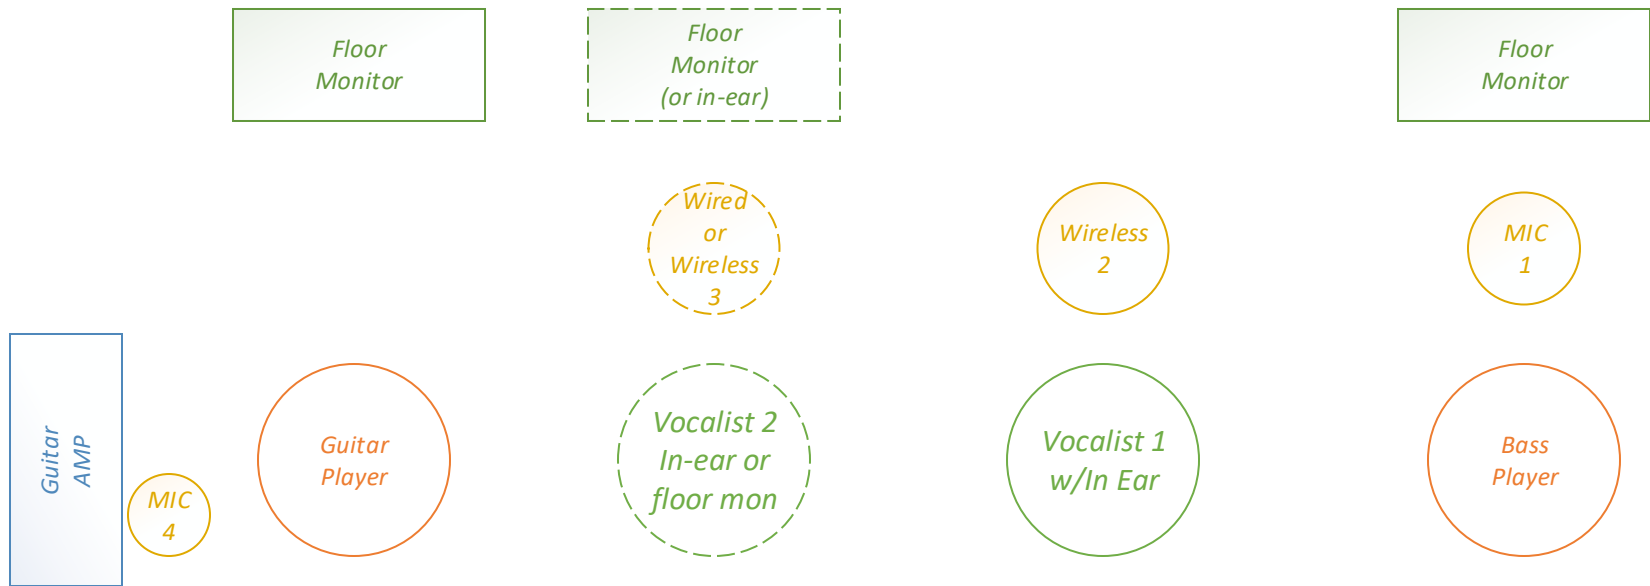 Floor
Monitor
Floor
Monitor
(or in-ear)
Floor
Monitor
Wired
or
Wireless
3
Wireless
2
MIC
1
Guitar
AMP
MIC
4
Guitar
Player
Vocalist 2
In-ear or
floor mon
Vocalist 1
w/In Ear
Bass
Player